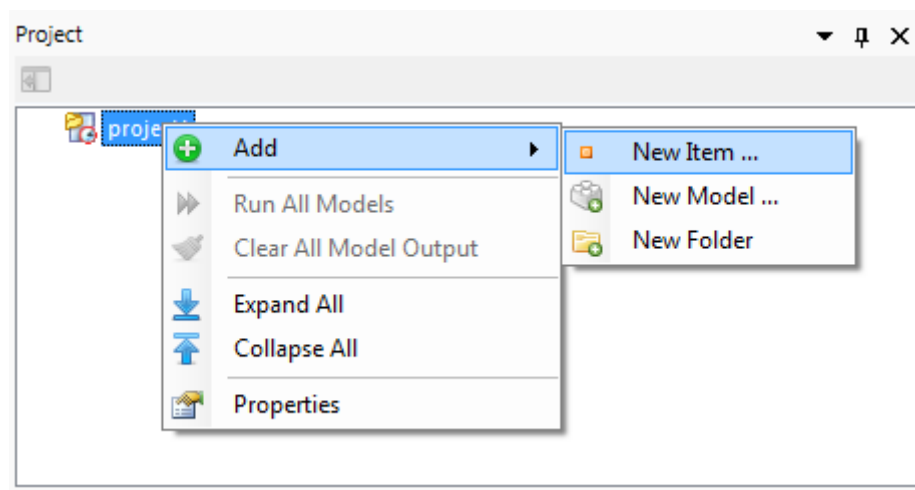 Project
Add
New Item ...
New Model ...
New Folder
Run All Models
Clear All Model Output
Expand All
Collapse All
Properties